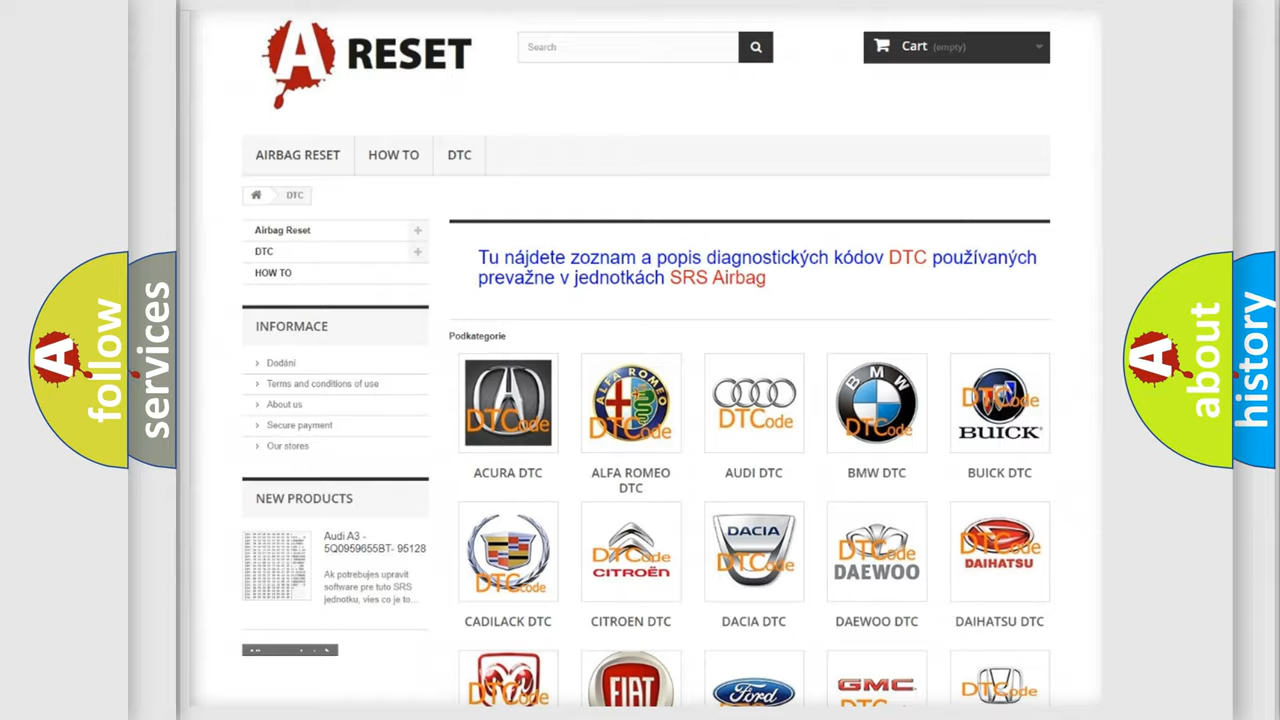 A RESET
Search
Cart (empty)
AIRBAG RESET
HOW TO
DTC
DTC
Airbag Reset
DTC
HOW TO
INFORMACE
Dodání
Terms and conditions of use
About us
Secure payment
Our stores
NEW PRODUCTS
Audi A3 -
5Q0959655BT- 95128
Ak potrebujes upravit
software pre tuto SRS
jednotku, vies co je to...
Tu nájdete zoznam a popis diagnostických kódov DTC používaných
prevažne v jednotkách SRS Airbag
Podkategorie
DTCode
ALFA ROMEO
DTCode
DTCode
BMW
DTCode
DTCode
BUICK
ACURA DTC
ALFA ROMEO
DTC
AUDI DTC
BMW DTC
BUICK DTC
DTCode
DTCode
CITROËN
DACIA
DTCode
DTCode
DAEWOO
DTCode
DAIHATSU
CADILACK DTC
CITROEN DTC
DACIA DTC
DAEWOO DTC
DAIHATSU DTC
DTCode
FIAT
Ford
GMC
DTCode
A follow
services
A about
history